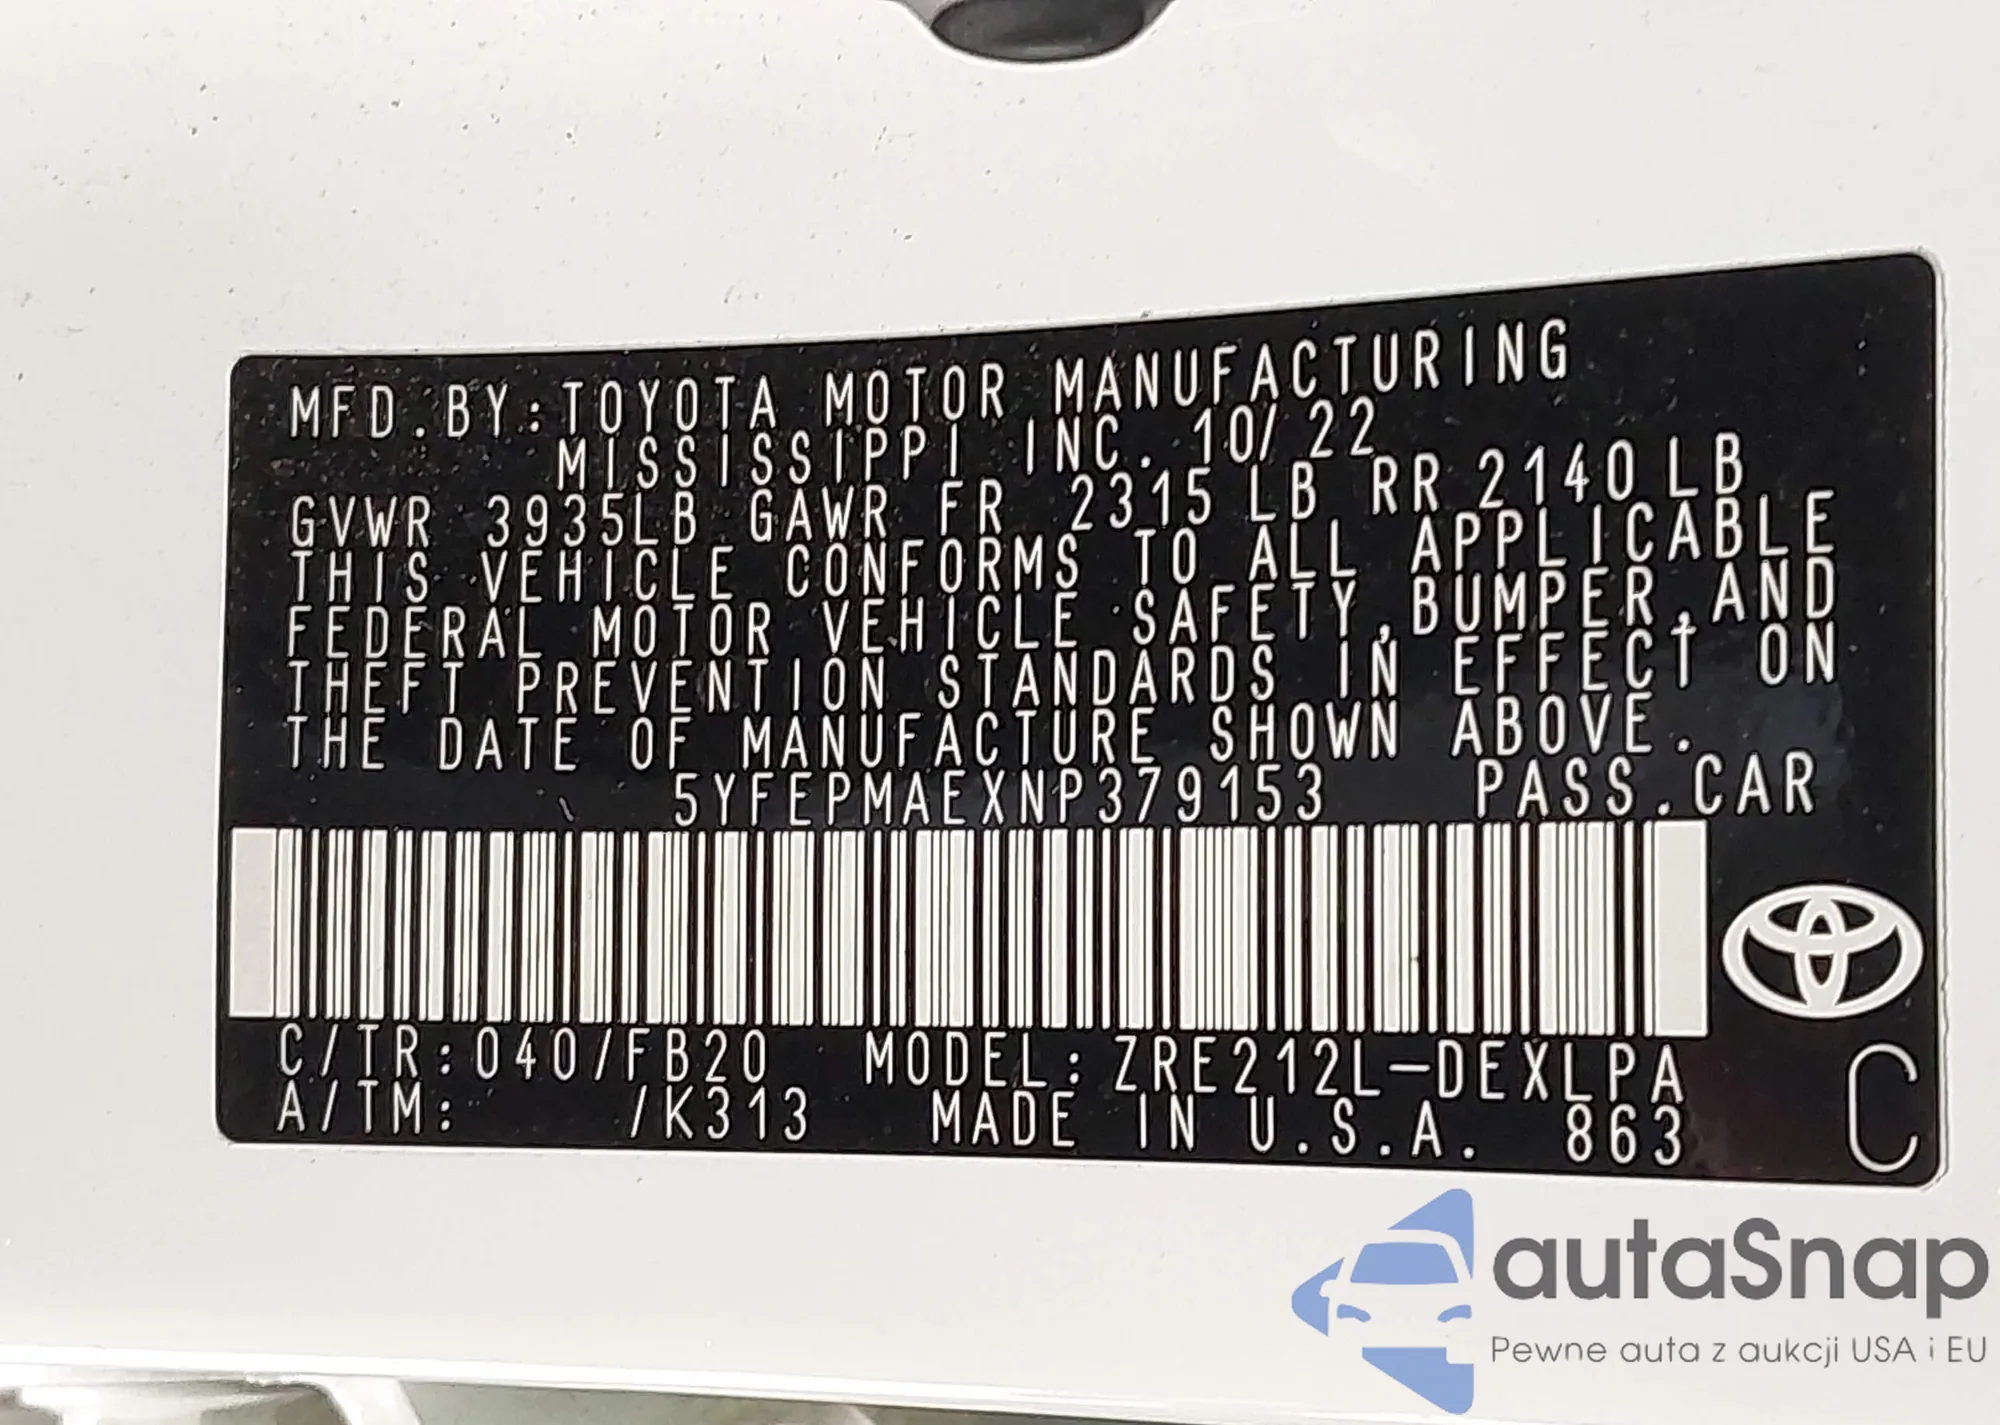 MFD.BY:TOYOTA MOTOR MANUFACTURING
MISSISSIPPI INC. 10/22
GVWR 3935LB GAWR FR 2315 LB RR 2140 LB
THIS VEHICLE CONFORMS TO ALL APPLICABLE
FEDERAL MOTOR VEHICLE SAFETY,BUMPER,AND
THEFT PREVENTION STANDARDS IN EFFECT ON
THE DATE OF MANUFACTURE SHOWN ABOVE.
5YFEPMAEXNP379153 PASS.CAR
C/TR:040/FB20 MODEL:ZRE212L-DEXLPA
A/TM: /K313 MADE IN U.S.A. 863
C
autaSnap
Pewne auta z aukcji USA i EU